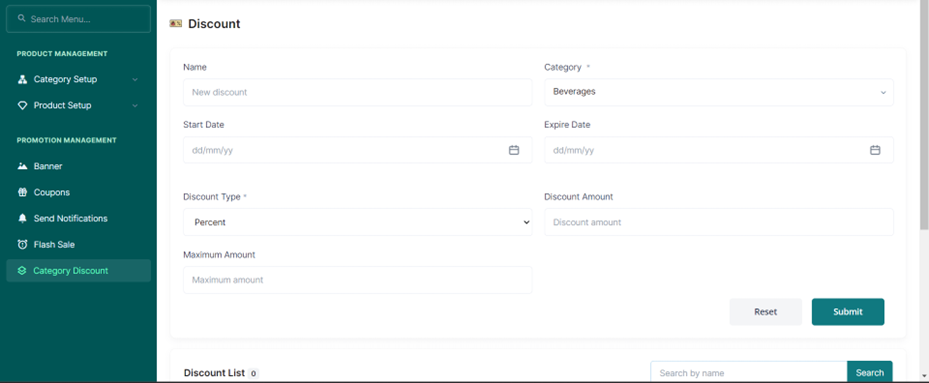 Search Menu...
PRODUCT MANAGEMENT
Category Setup
Product Setup
PROMOTION MANAGEMENT
Banner
Coupons
Send Notifications
Flash Sale
Category Discount
Discount
Name
Category *
New discount
Beverages
Start Date
Expire Date
dd/mm/yy
dd/mm/yy
Discount Type *
Discount Amount
Percent
Discount amount
Maximum Amount
Maximum amount
Reset
Submit
Discount List 0
Search by name
Search